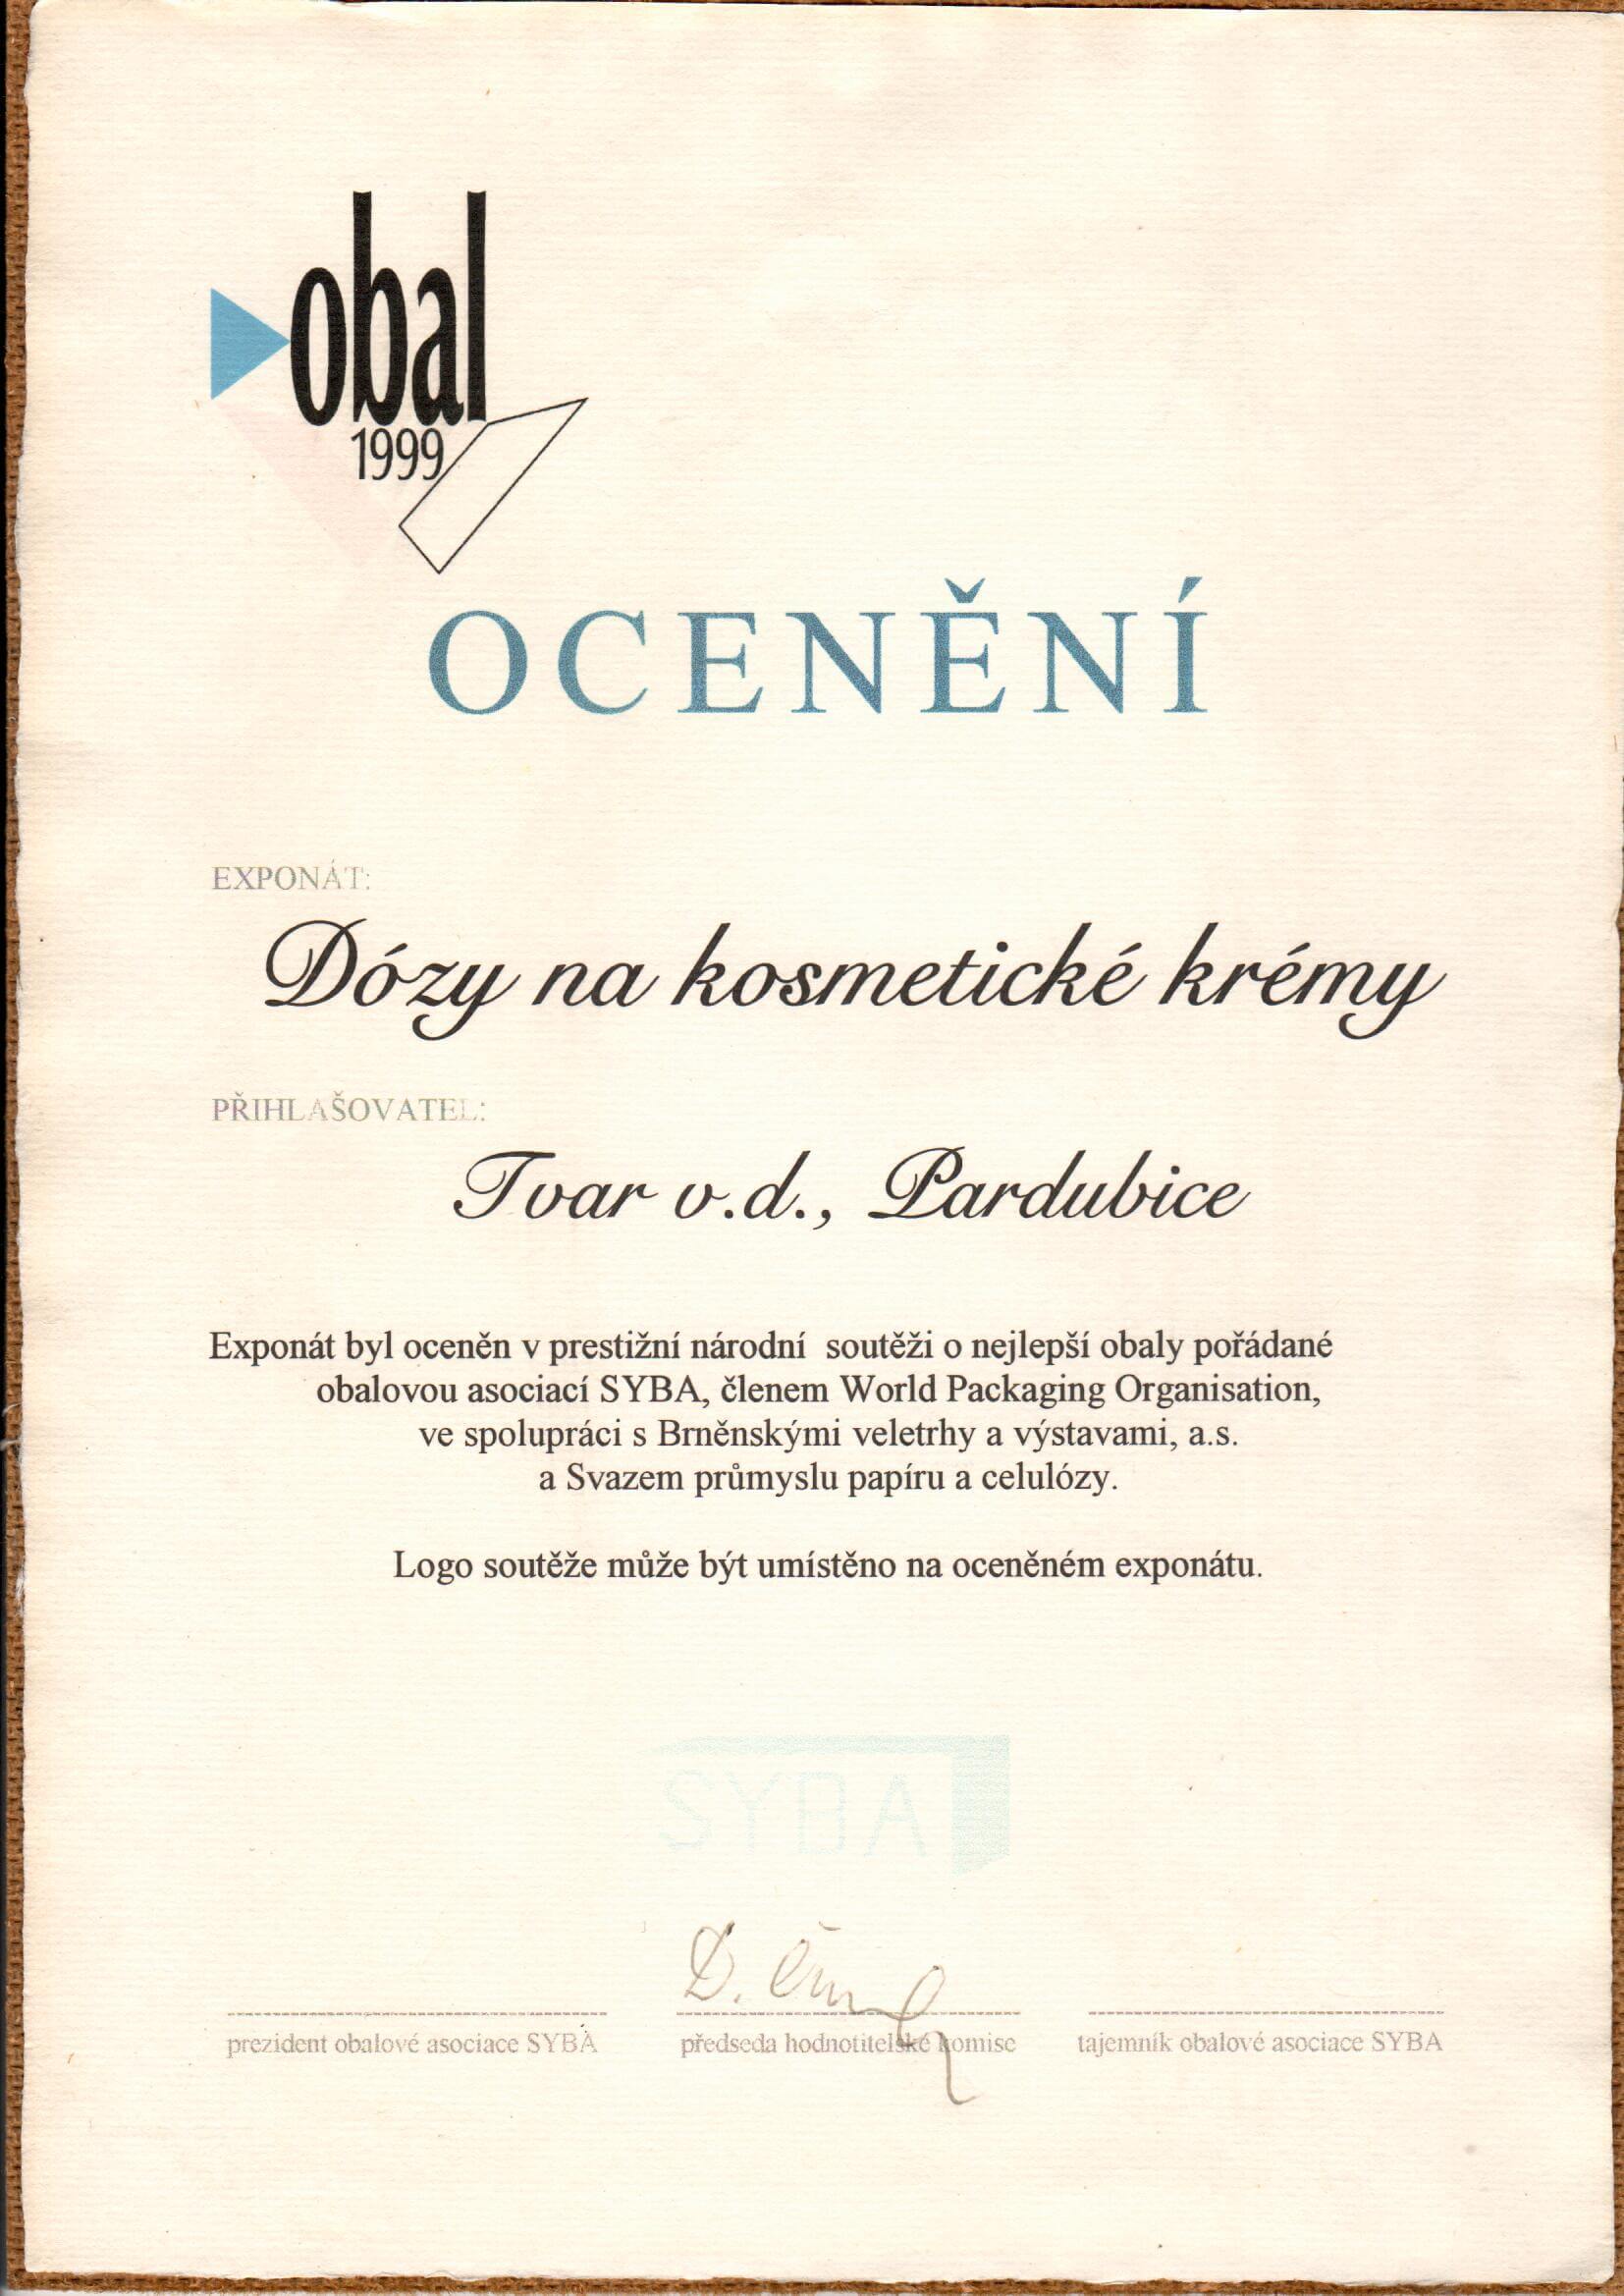 obal
1999
OCENĚNÍ
EXPONÁT:
Dózy na kosmetické krémy
PŘIHLAŠOVATEL:
Tvar v.d., Pardubice
Exponát byl oceněn v prestižní národní soutěži o nejlepší obaly pořádané
obalovou asociací SYBA, členem World Packaging Organisation,
ve spolupráci s Brněnskými veletrhy a výstavami, a.s.
a Svazem průmyslu papíru a celulózy.
Logo soutěže může být umístěno na oceněném exponátu.
SYBA
D.
prezident obalové asociace SYBA
předseda hodnotitelské komise
tajemník obalové asociace SYBA